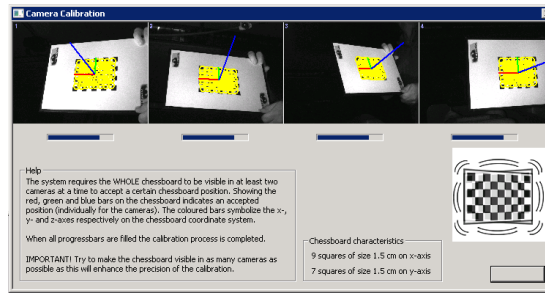 Camera Calibration
1
2
3
4
Help
The system requires the WHOLE chessboard to be visible in at least two
cameras at a time to accept a certain chessboard position. Showing the
red, green and blue bars on the chessboard indicates an accepted
position (individually for the cameras). The coloured bars symbolize the x-,
y- and z-axes respectively on the chessboard coordinate system.
When all progressbars are filled the calibration process is completed.
IMPORTANT! Try to make the chessboard visible in as many cameras as
possible as this will enhance the precision of the calibration.
Chessboard characteristics
9 squares of size 1.5 cm on x-axis
7 squares of size 1.5 cm on y-axis